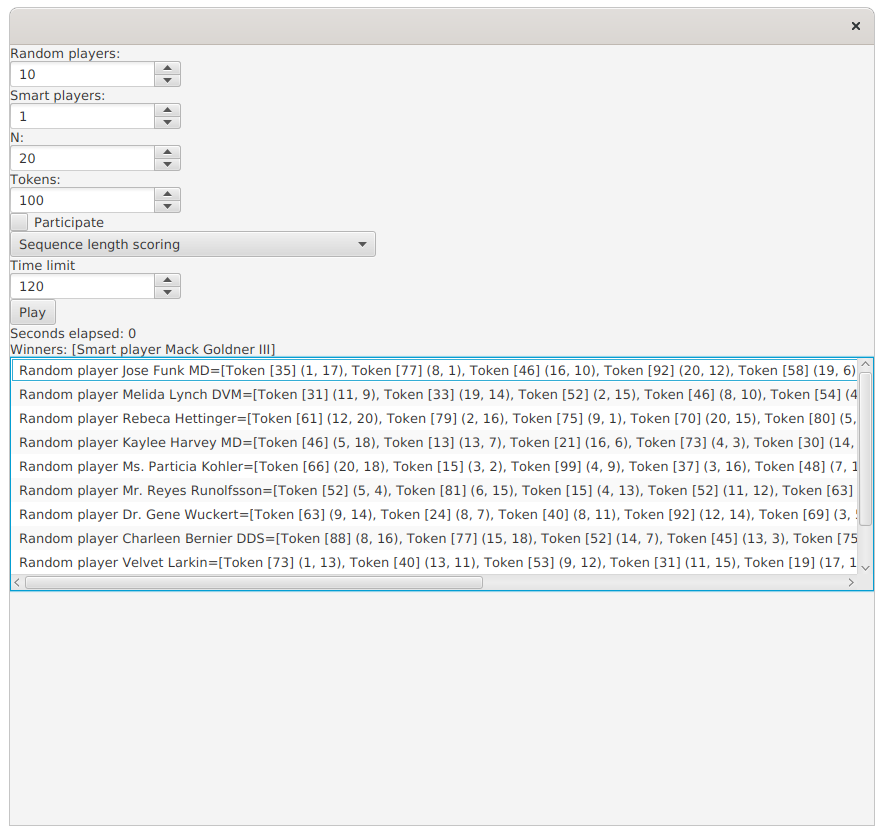 Random players:
10
Smart players:
1
N:
20
Tokens:
100
Participate
Sequence length scoring
Time limit
120
Play
Seconds elapsed: 0
Winners: [Smart player Mack Goldner III]
Random player Jose Funk MD=[Token [35] (1, 17), Token [77] (8, 1), Token [46] (16, 10), Token [92] (20, 12), Token [58] (19, 6)
Random player Melida Lynch DVM=[Token [31] (11, 9), Token [33] (19, 14), Token [52] (2, 15), Token [46] (8, 10), Token [54] (4
Random player Rebeca Hettinger=[Token [61] (12, 20), Token [79] (2, 16), Token [75] (9, 1), Token [70] (20, 15), Token [80] (5,
Random player Kaylee Harvey MD=[Token [46] (5, 18), Token [13] (13, 7), Token [21] (16, 6), Token [73] (4, 3), Token [30] (14,
Random player Ms. Particia Kohler=[Token [66] (20, 18), Token [15] (3, 2), Token [99] (4, 9), Token [37] (3, 16), Token [48] (7, 1
Random player Mr. Reyes Runolfsson=[Token [52] (5, 4), Token [81] (6, 15), Token [15] (4, 13), Token [52] (11, 12), Token [63]
Random player Dr. Gene Wuckert=[Token [63] (9, 14), Token [24] (8, 7), Token [40] (8, 11), Token [92] (12, 14), Token [69] (3,
Random player Charleen Bernier DDS=[Token [88] (8, 16), Token [77] (15, 18), Token [52] (14, 7), Token [45] (13, 3), Token [75
Random player Velvet Larkin=[Token [73] (1, 13), Token [40] (13, 11), Token [53] (9, 12), Token [31] (11, 15), Token [19] (17, 1